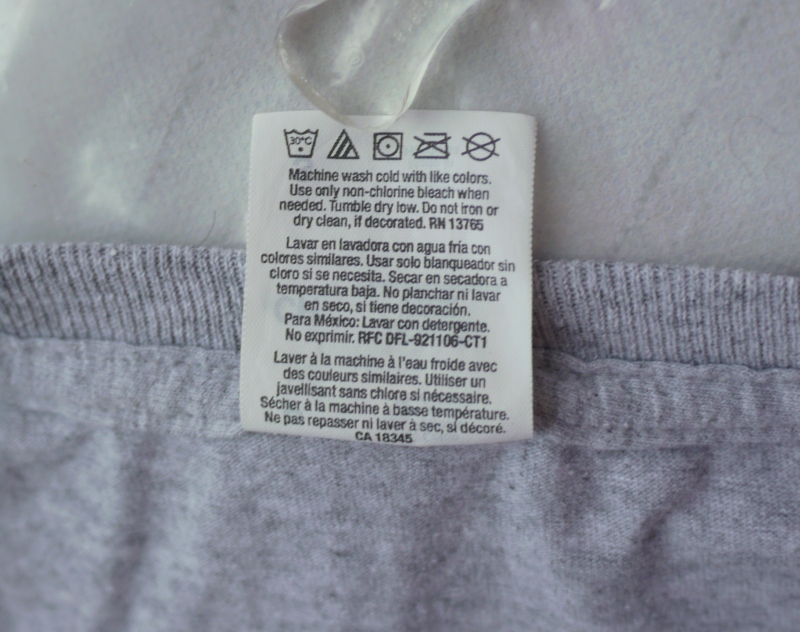 30°C
Machine wash cold with like colors.
Use only non-chlorine bleach when
needed. Tumble dry low. Do not iron or
dry clean, if decorated. RN 13765
Lavar en lavadora con agua fría con
colores similares. Usar solo blanqueador sin
cloro si se necesita. Secar en secadora a
temperatura baja. No planchar ni lavar
en seco, si tiene decoración.
Para México: Lavar con detergente.
No exprimir. RFC DFL-921106-CT1
Laver à la machine à l'eau froide avec
des couleurs similaires. Utiliser un
javellisant sans chlore si nécessaire.
Sécher à la machine à basse température.
Ne pas repasser ni laver à sec, si décoré.
CA 18345